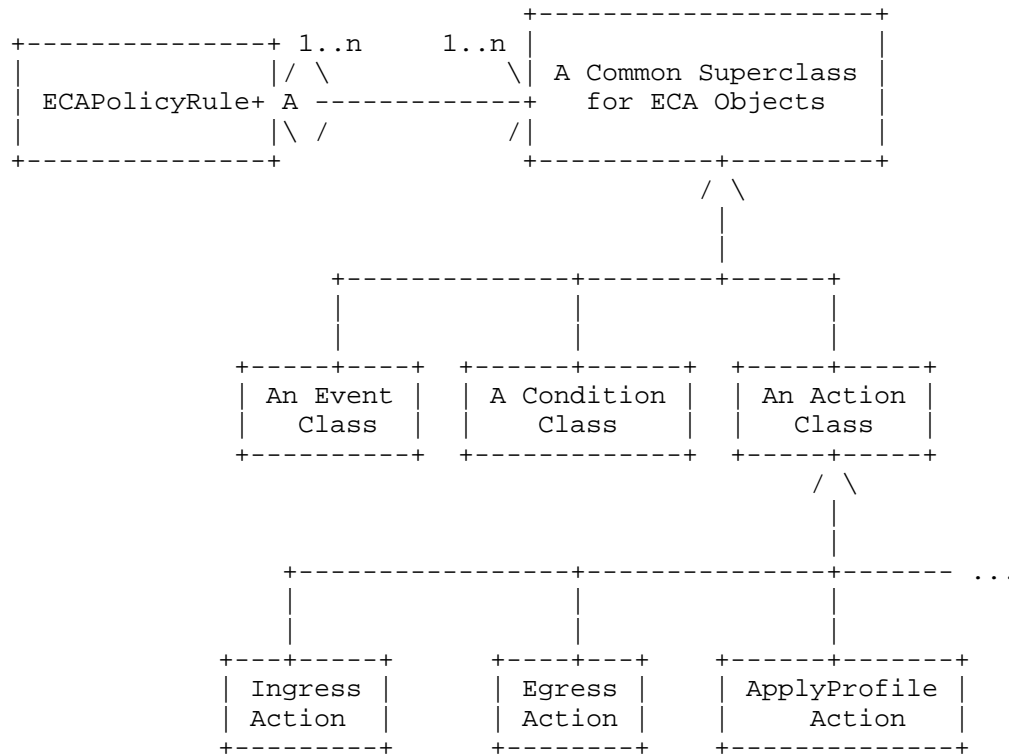 1..n 1..n
A Common Superclass
ECAPolicyRule A for ECA Objects
An Event A Condition An Action
Class Class Class
...
Ingress Egress ApplyProfile
Action Action Action